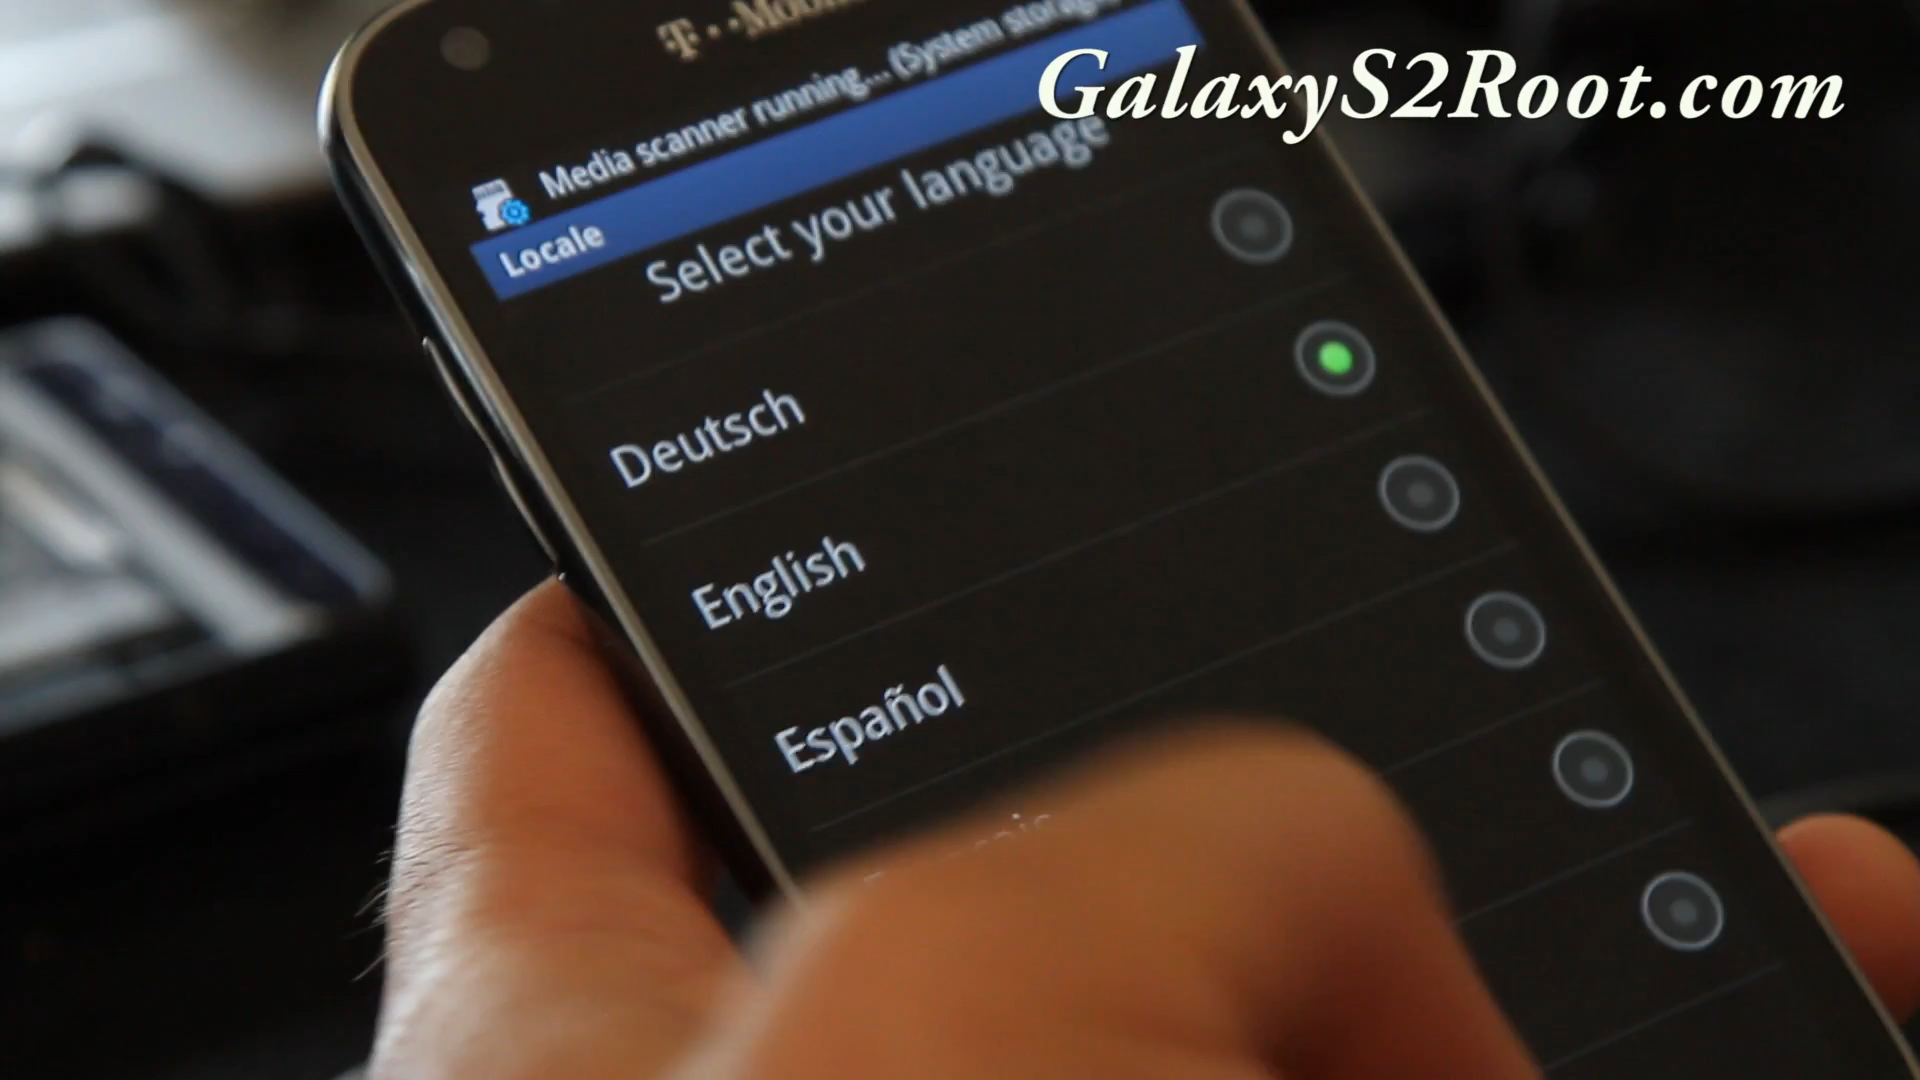 GalaxyS2Root.com
Media scanner running... (System storage)
Locale
Select your language
Deutsch
English
Español